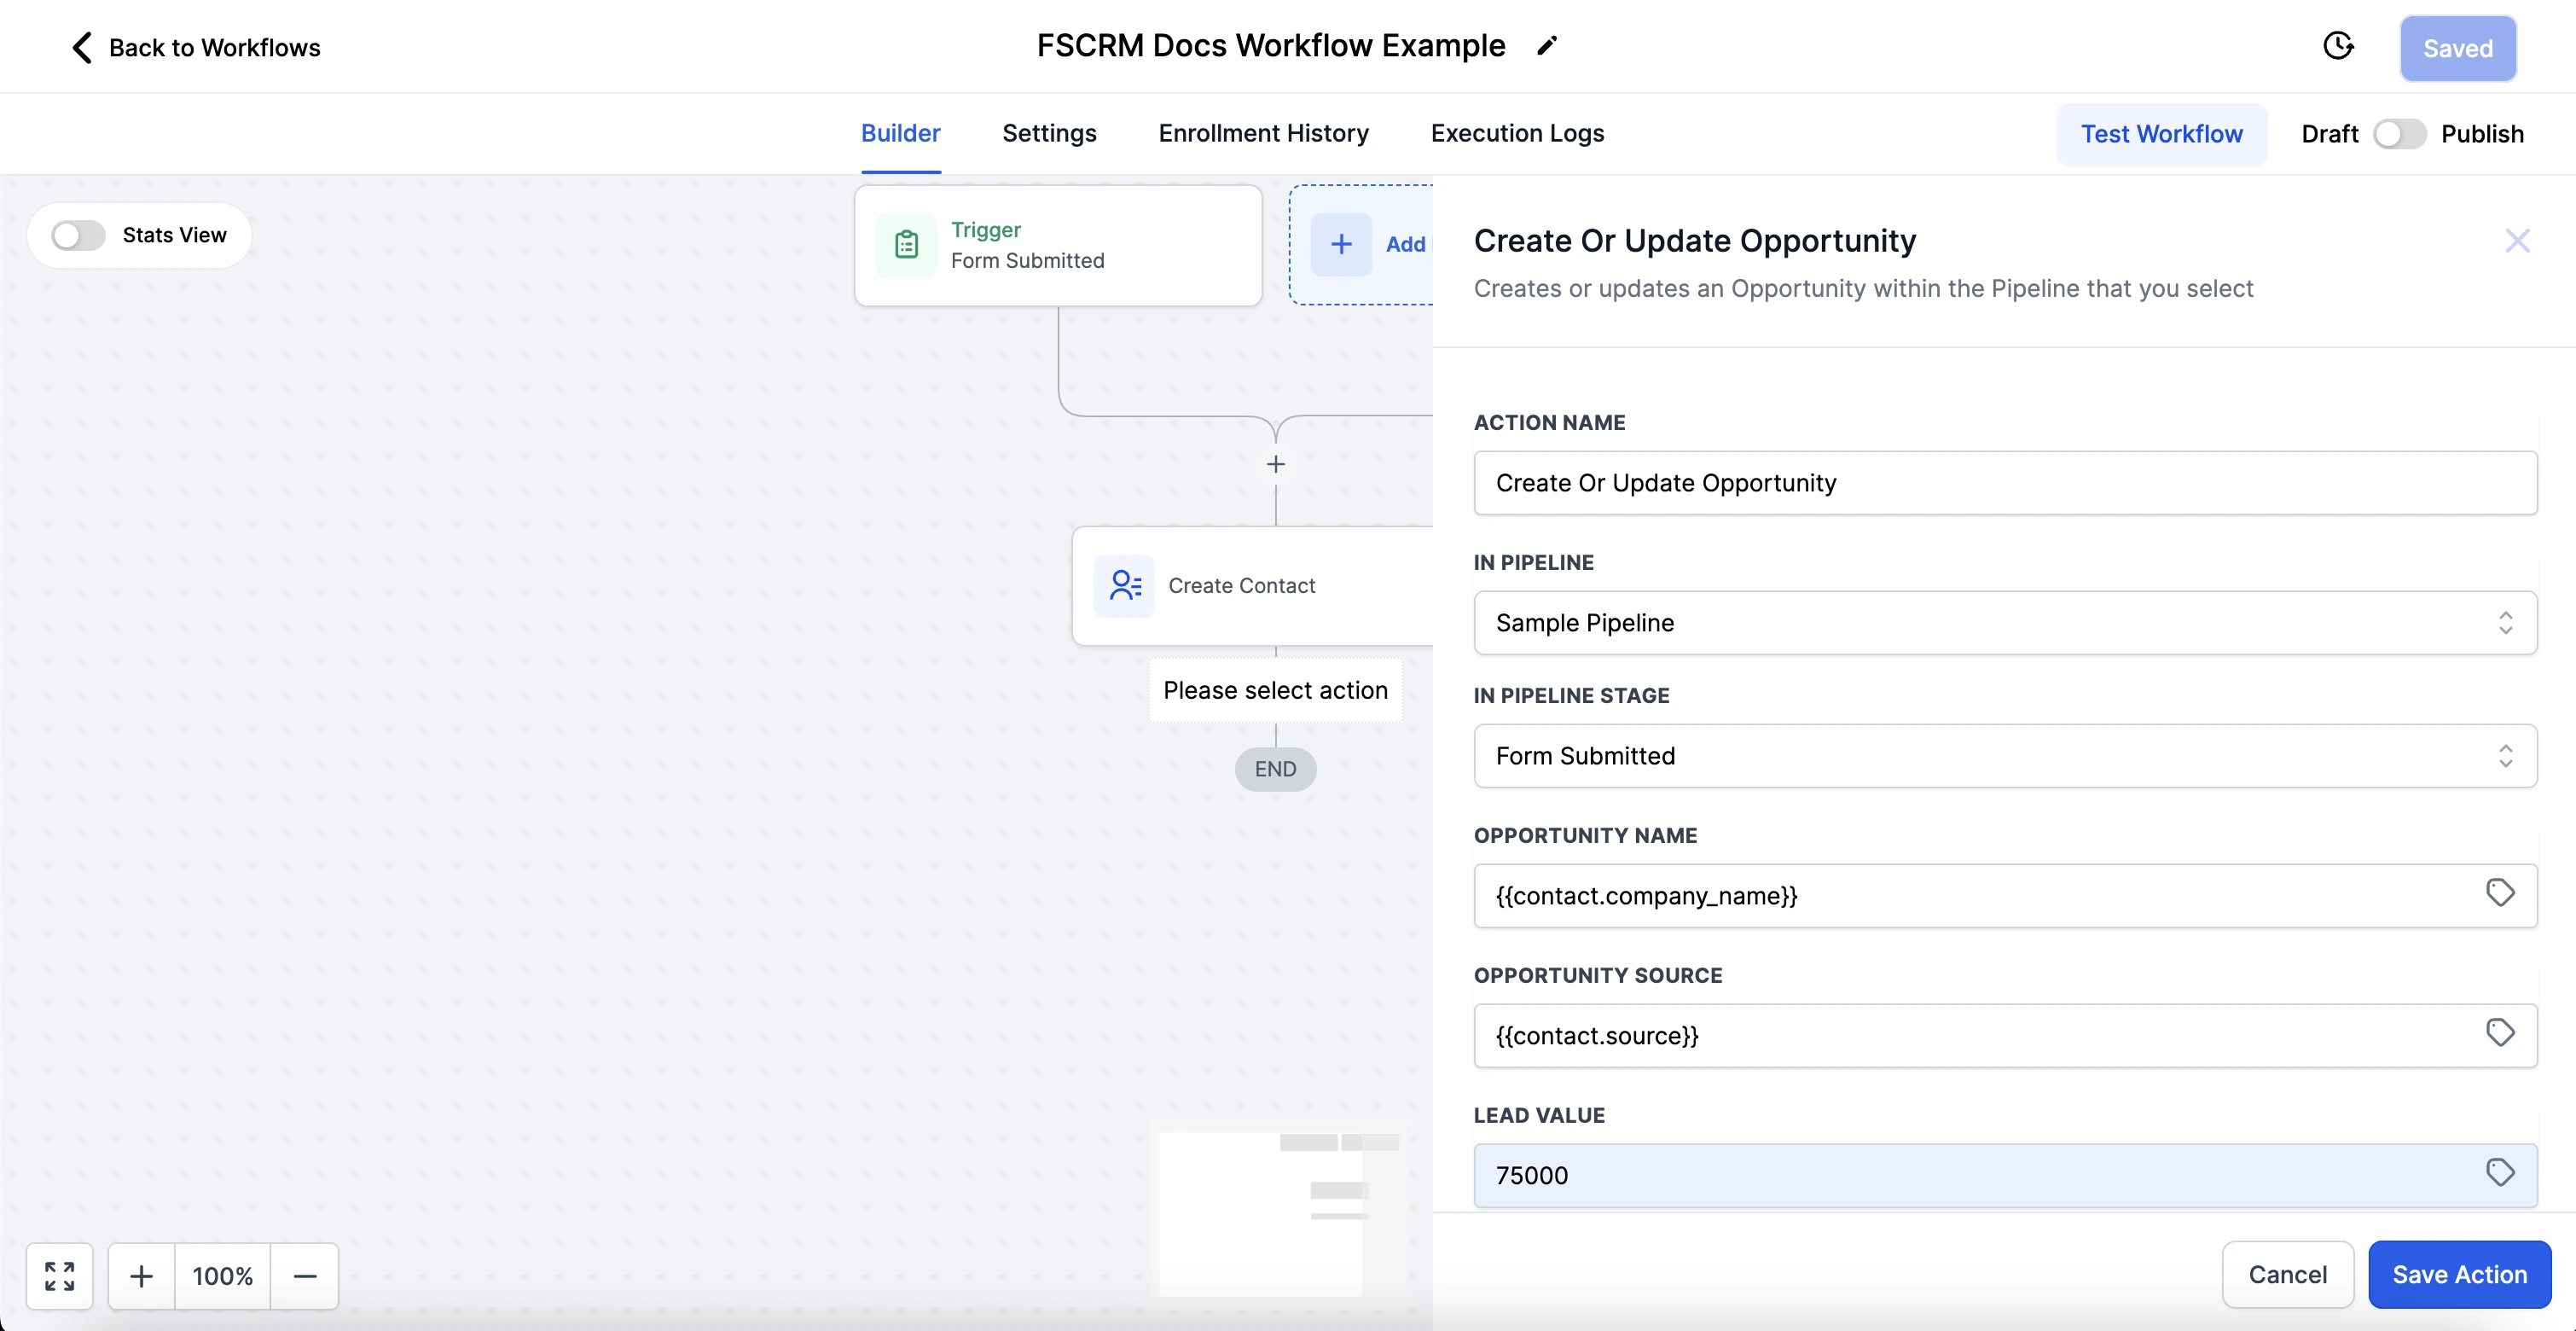 Back to Workflows
FSCRM Docs Workflow Example
Saved
Builder
Settings
Enrollment History
Execution Logs
Test Workflow
Draft
Publish
Stats View
Trigger
Form Submitted
Add
Create Contact
Please select action
END
100%
Create Or Update Opportunity
Creates or updates an Opportunity within the Pipeline that you select
ACTION NAME
Create Or Update Opportunity
IN PIPELINE
Sample Pipeline
IN PIPELINE STAGE
Form Submitted
OPPORTUNITY NAME
{{contact.company_name}}
OPPORTUNITY SOURCE
{{contact.source}}
LEAD VALUE
75000
Cancel
Save Action